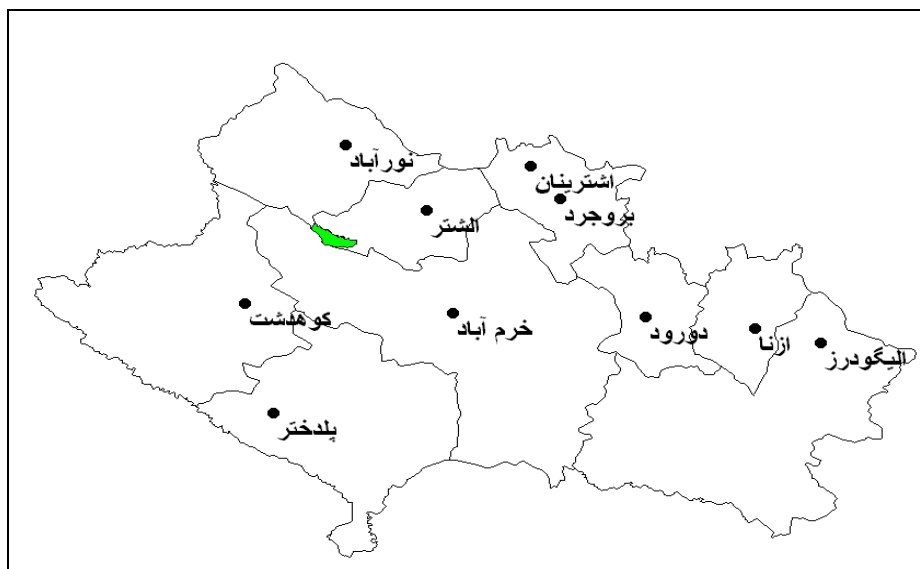 نورآباد
اشترینان
بروجرد
الشتر
کوهدشت
خرم آباد
دورود
ازنا
الیگودرز
پلدختر